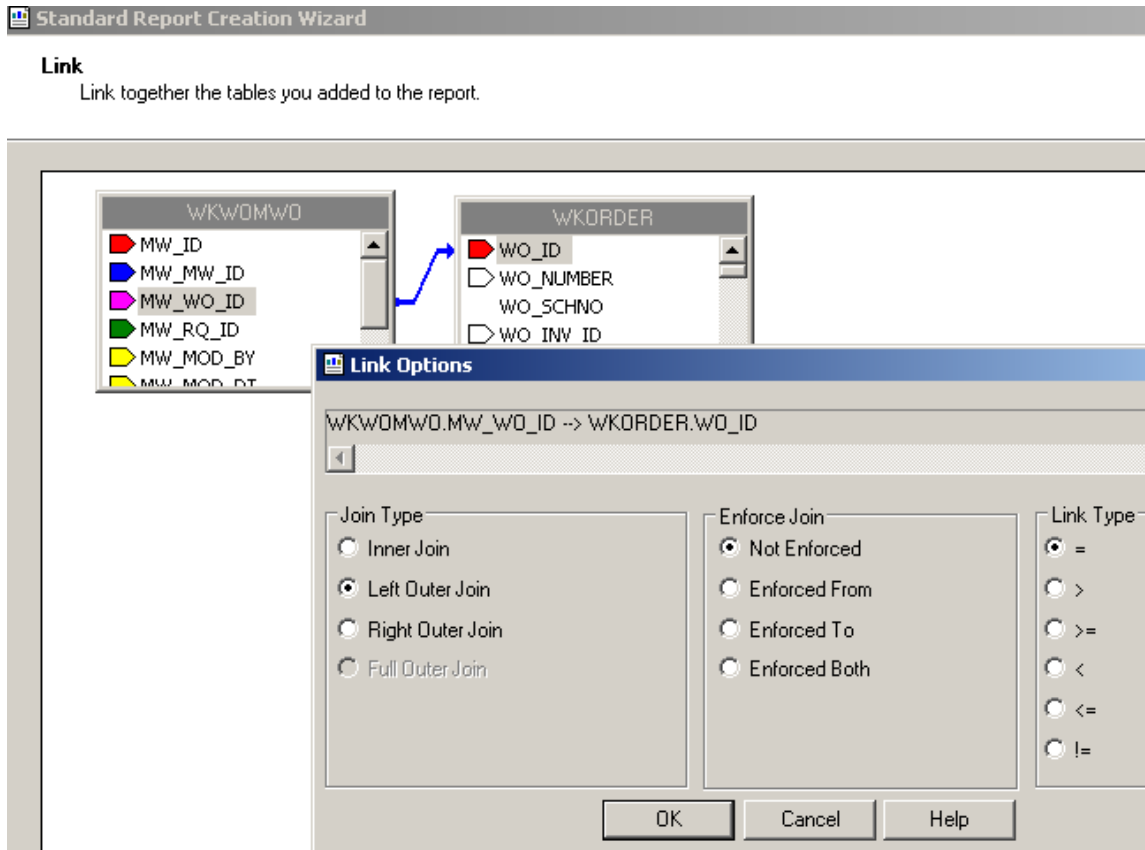 Standard Report Creation Wizard
Link
Link together the tables you added to the report.
WKWOMWO
MW_ID
MW_MW_ID
MW_WO_ID
MW_RQ_ID
MW_MOD_BY
MW_MOD_DT
WKORDER
WO_ID
WO_NUMBER
WO_SCHNO
WO_INV_ID
Link Options
WKWOMWO.MW_WO_ID --> WKORDER.WO_ID
Join Type
Inner Join
Left Outer Join
Right Outer Join
Full Outer Join
Enforce Join
Not Enforced
Enforced From
Enforced To
Enforced Both
Link Type
=
>
>=
<
<=
!=
OK
Cancel
Help